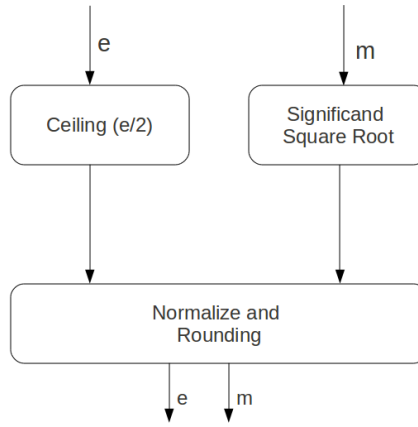 e
m
Ceiling (e/2)
Significand
Square Root
Normalize and
Rounding
e
m